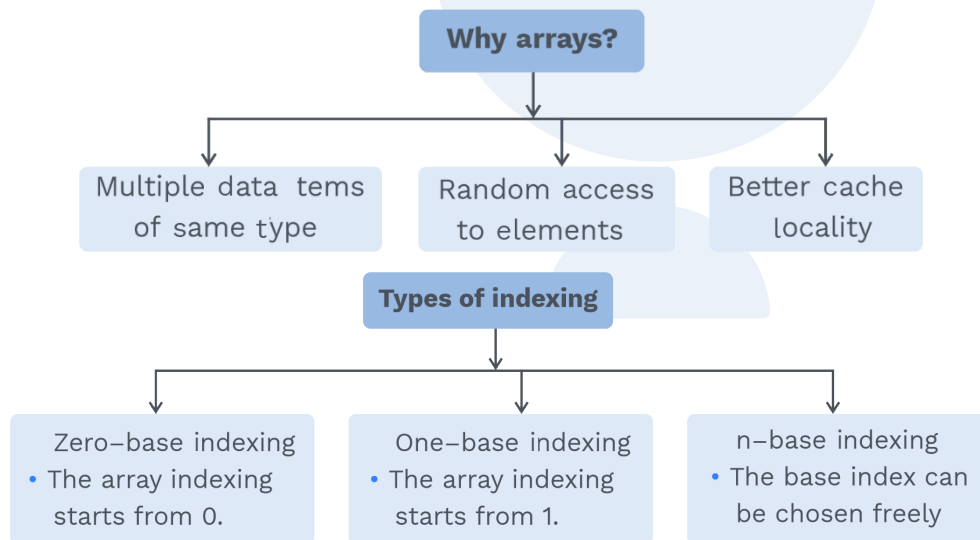 Why arrays?
Multiple data tems
of same type
Random access
to elements
Better cache
locality
Types of indexing
Zero–base indexing
• The array indexing
starts from 0.
One–base indexing
• The array indexing
starts from 1.
n–base indexing
• The base index can
be chosen freely